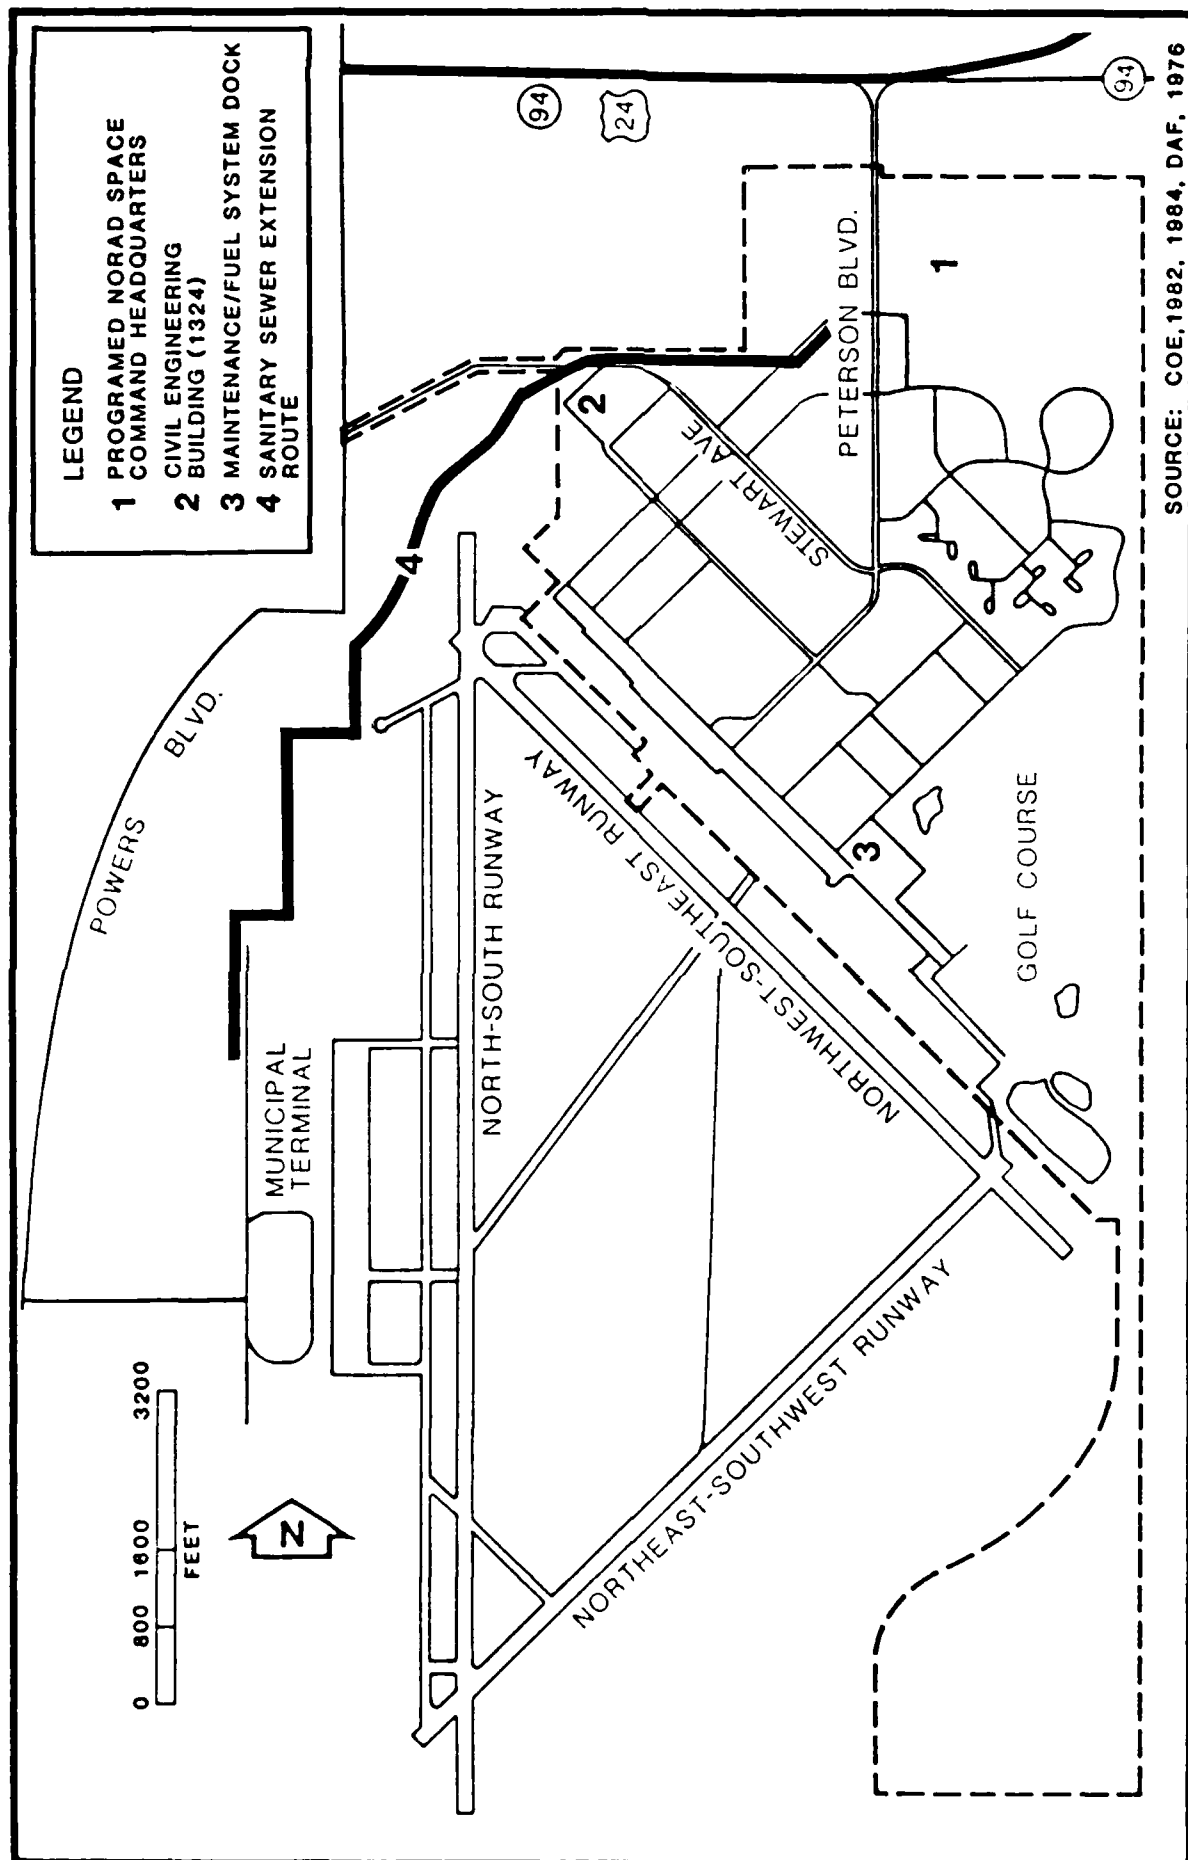 LEGEND
1 PROGRAMED NORAD SPACE
COMMAND HEADQUARTERS
2 CIVIL ENGINEERING
BUILDING (1324)
3 MAINTENANCE/FUEL SYSTEM DOCK
4 SANITARY SEWER EXTENSION
ROUTE
0 800 1600 3200
FEET
N
POWERS BLVD.
MUNICIPAL
TERMINAL
4
94
24
NORTH-SOUTH RUNWAY
2
NORTHWEST-SOUTHEAST RUNWAY
STEWART AVE
NORTHEAST-SOUTHWEST RUNWAY
PETERSON BLVD.
3
1
GOLF COURSE
94
SOURCE: COE,1982, 1984, DAF, 1976